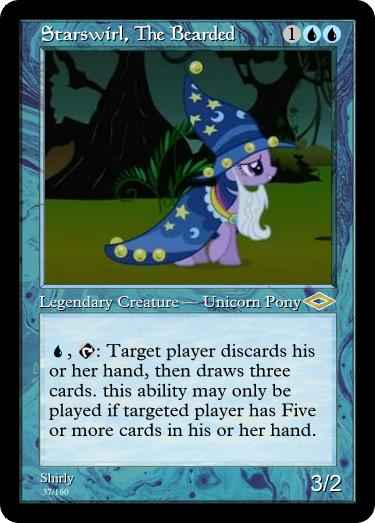 Starswirl, The Bearded 1
Legendary Creature — Unicorn Pony
, : Target player discards his
or her hand, then draws three
cards. this ability may only be
played if targeted player has Five
or more cards in his or her hand.
Shirly
37/160
3/2